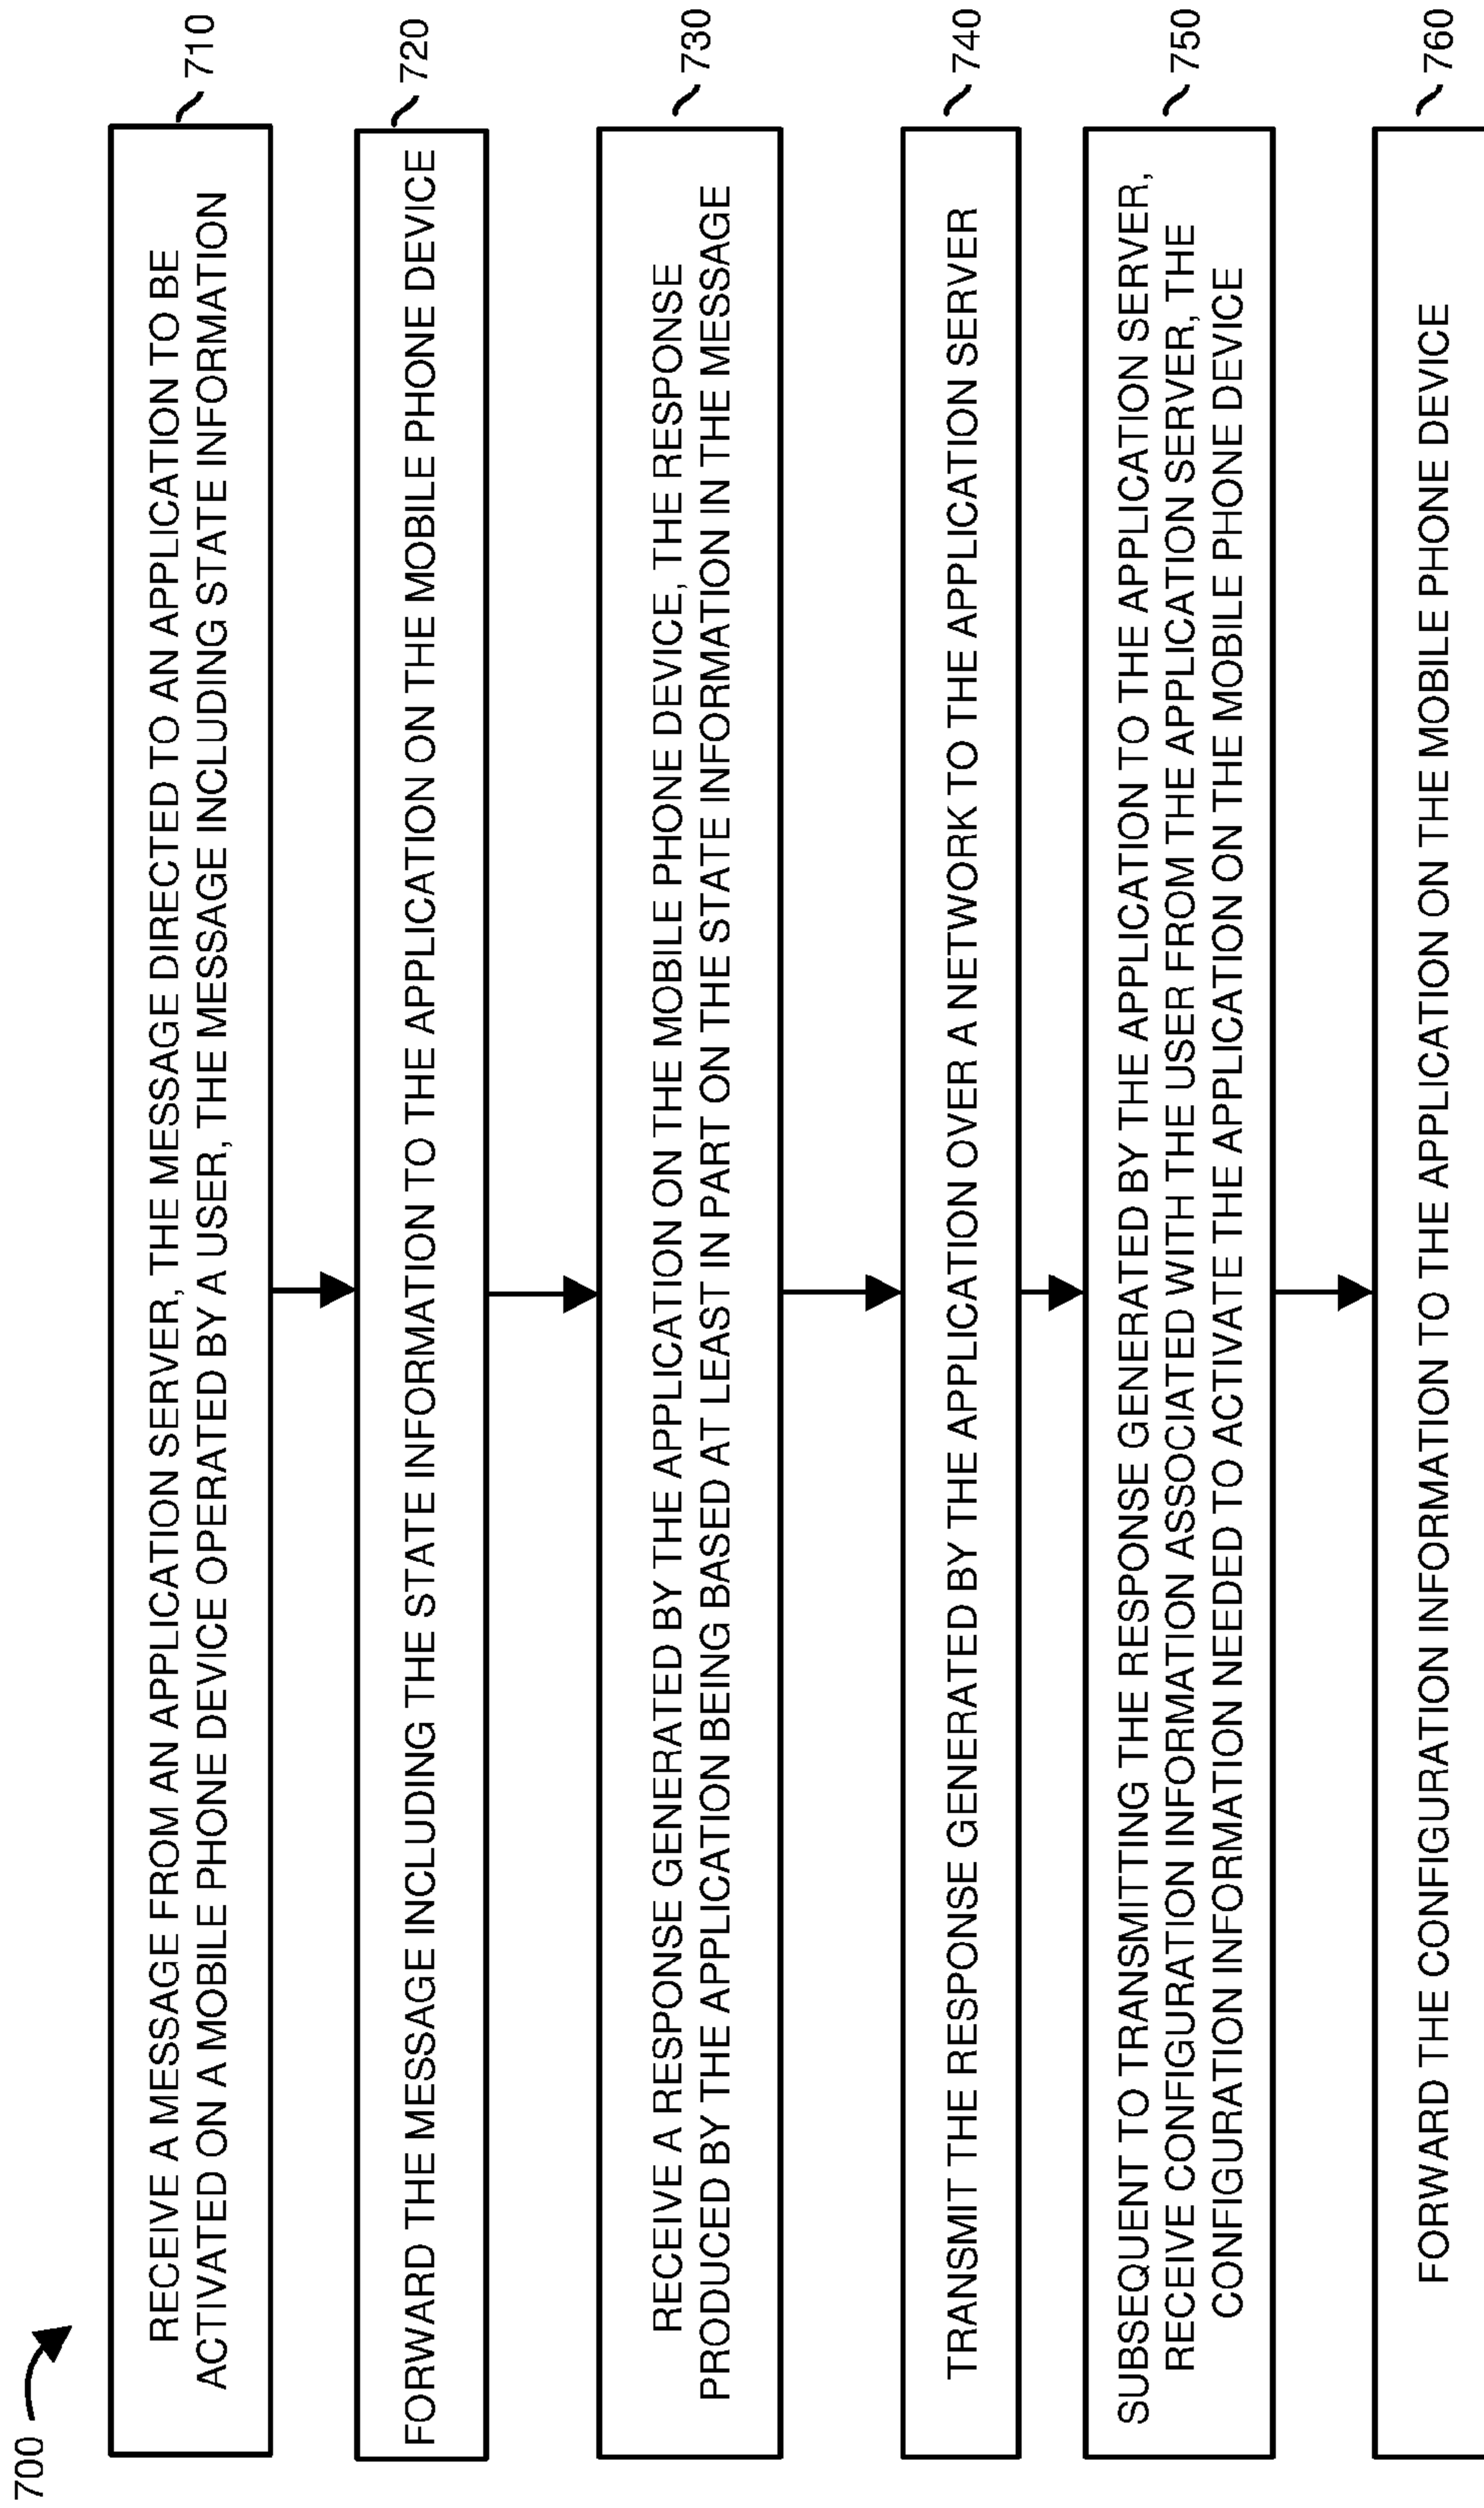 700
RECEIVE A MESSAGE FROM AN APPLICATION SERVER, THE MESSAGE DIRECTED TO AN APPLICATION TO BE
ACTIVATED ON A MOBILE PHONE DEVICE OPERATED BY A USER, THE MESSAGE INCLUDING STATE INFORMATION
710
FORWARD THE MESSAGE INCLUDING THE STATE INFORMATION TO THE APPLICATION ON THE MOBILE PHONE DEVICE
720
RECEIVE A RESPONSE GENERATED BY THE APPLICATION ON THE MOBILE PHONE DEVICE, THE RESPONSE
PRODUCED BY THE APPLICATION BEING BASED AT LEAST IN PART ON THE STATE INFORMATION IN THE MESSAGE
730
TRANSMIT THE RESPONSE GENERATED BY THE APPLICATION OVER A NETWORK TO THE APPLICATION SERVER
740
SUBSEQUENT TO TRANSMITTING THE RESPONSE GENERATED BY THE APPLICATION TO THE APPLICATION SERVER,
RECEIVE CONFIGURATION INFORMATION ASSOCIATED WITH THE USER FROM THE APPLICATION SERVER, THE
CONFIGURATION INFORMATION NEEDED TO ACTIVATE THE APPLICATION ON THE MOBILE PHONE DEVICE
750
FORWARD THE CONFIGURATION INFORMATION TO THE APPLICATION ON THE MOBILE PHONE DEVICE
760